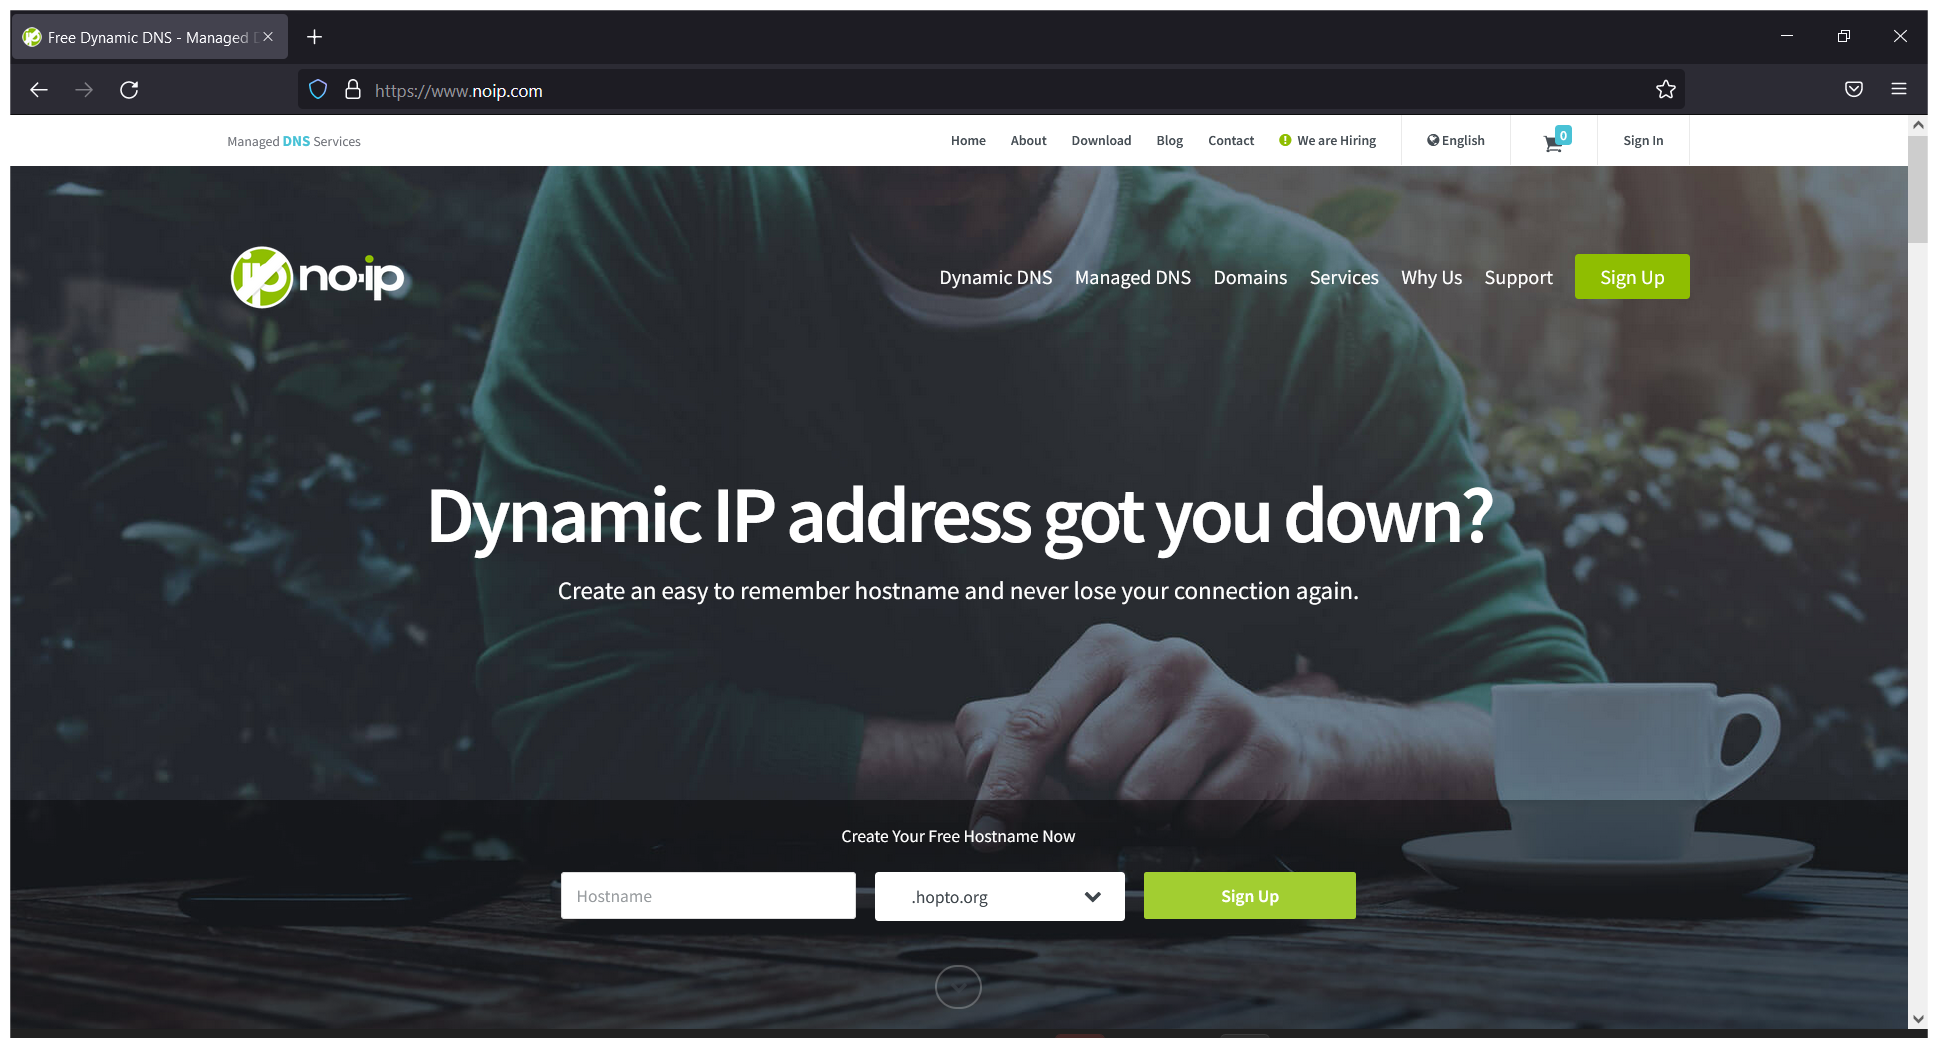 Free Dynamic DNS - Managed
https://www.noip.com
Managed DNS Services
Home About Download Blog Contact We are Hiring English 0 Sign In
no-ip
Dynamic DNS Managed DNS Domains Services Why Us Support Sign Up
Dynamic IP address got you down?
Create an easy to remember hostname and never lose your connection again.
Create Your Free Hostname Now
Hostname .hopto.org Sign Up